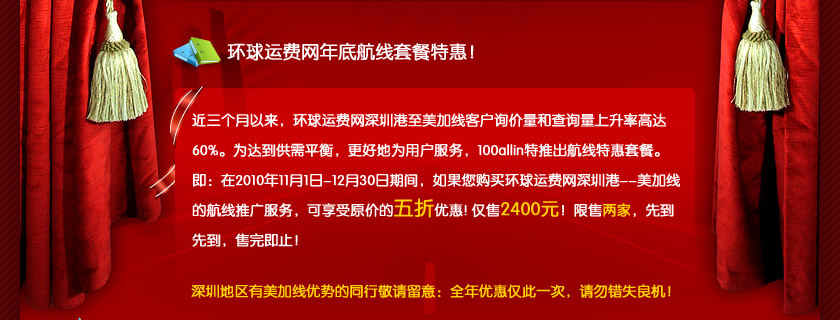 环球运费网年底航线套餐特惠！
近三个月以来，环球运费网深圳港至美加线客户询价量和查询量上升率高达
60%。为达到供需平衡，更好地为用户服务，100allin特推出航线特惠套餐。
即：在2010年11月1日-12月30日期间，如果您购买环球运费网深圳港--美加线
的航线推广服务，可享受原价的五折优惠！仅售2400元！限售两家，先到
先到，售完即止！
深圳地区有美加线优势的同行敬请留意：全年优惠仅此一次，请勿错失良机！